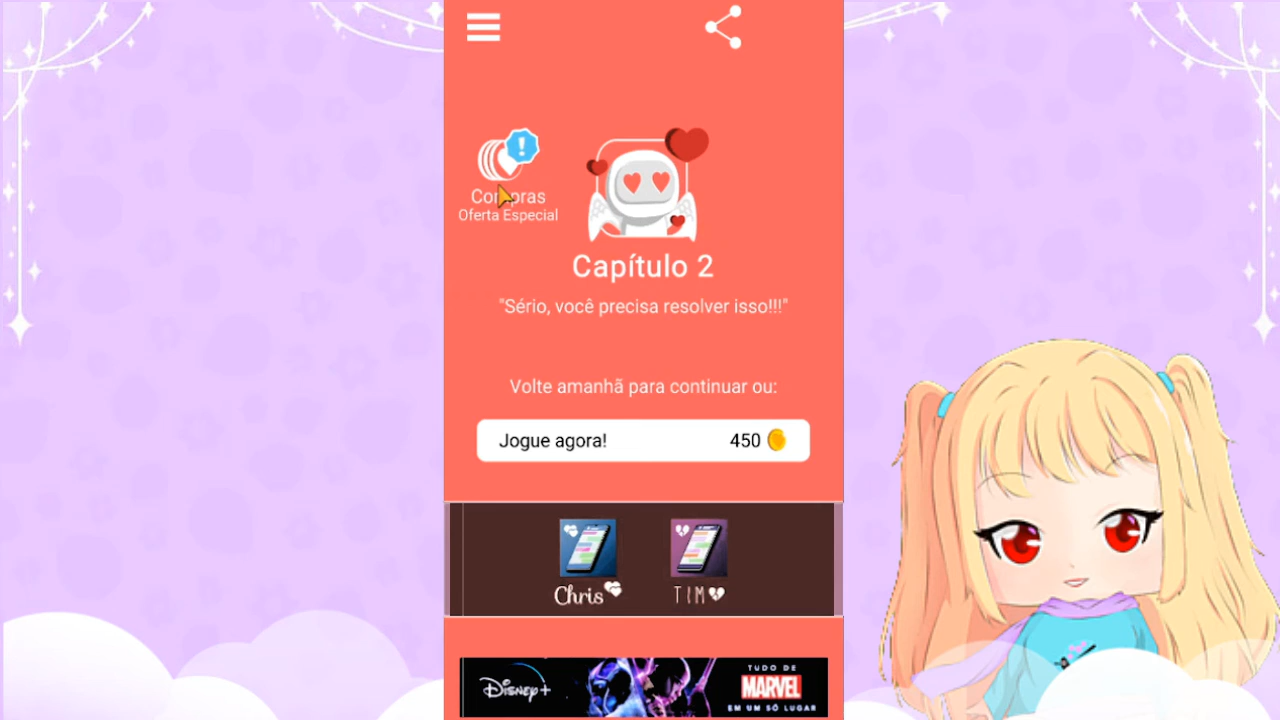 Compras
Oferta Especial
Capítulo 2
"Sério, você precisa resolver isso!!!"
Volte amanhã para continuar ou:
Jogue agora! 450
Chris
TIM
Disney+
TUDO DE
MARVEL
EM UM SÓ LUGAR